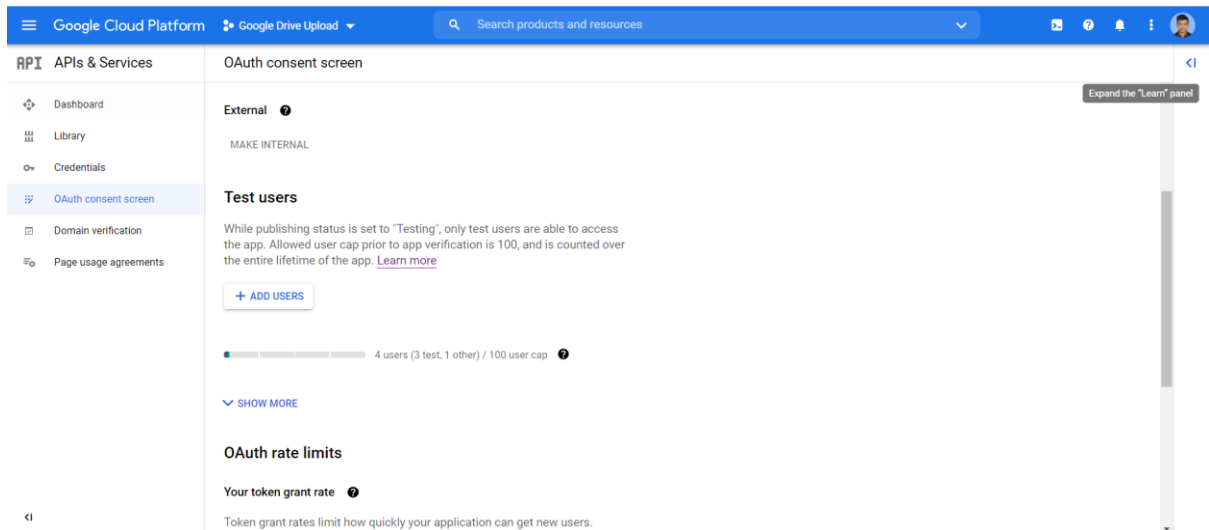 Google Cloud Platform
Google Drive Upload
Search products and resources
API APIs & Services
OAuth consent screen
Expand the "Learn" panel
Dashboard
Library
Credentials
OAuth consent screen
Domain verification
Page usage agreements
External
MAKE INTERNAL
Test users
While publishing status is set to "Testing", only test users are able to access
the app. Allowed user cap prior to app verification is 100, and is counted over
the entire lifetime of the app. Learn more
+ ADD USERS
4 users (3 test, 1 other) / 100 user cap
SHOW MORE
OAuth rate limits
Your token grant rate
Token grant rates limit how quickly your application can get new users.